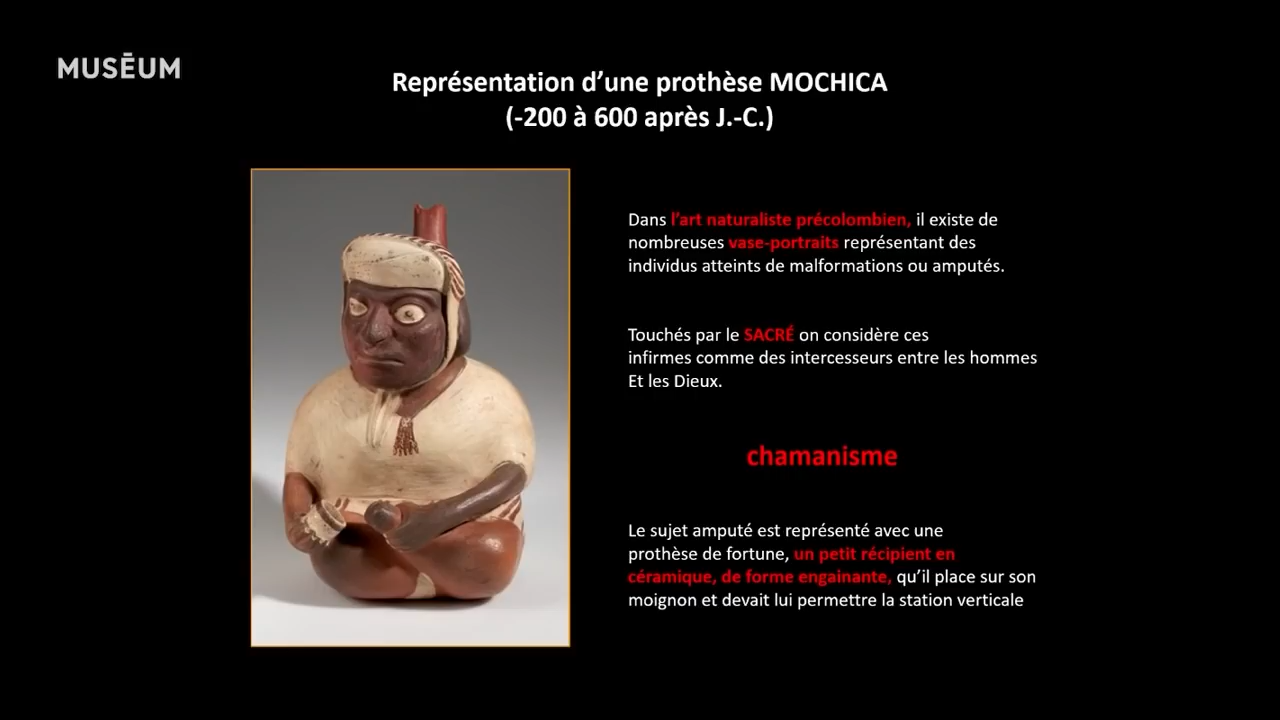 MUSĒUM
Représentation d’une prothèse MOCHICA
(-200 à 600 après J.-C.)
Dans l’art naturaliste précolombien, il existe de
nombreuses vase-portraits représentant des
individus atteints de malformations ou amputés.
Touchés par le SACRÉ on considère ces
infirmes comme des intercesseurs entre les hommes
Et les Dieux.
chamanisme
Le sujet amputé est représenté avec une
prothèse de fortune, un petit récipient en
céramique, de forme engainante, qu’il place sur son
moignon et devait lui permettre la station verticale